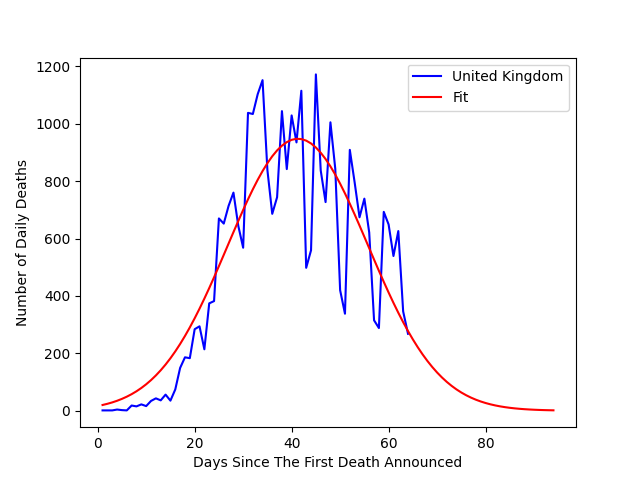 United Kingdom
Fit
1200
1000
800
600
400
200
0
Number of Daily Deaths
0 20 40 60 80
Days Since The First Death Announced